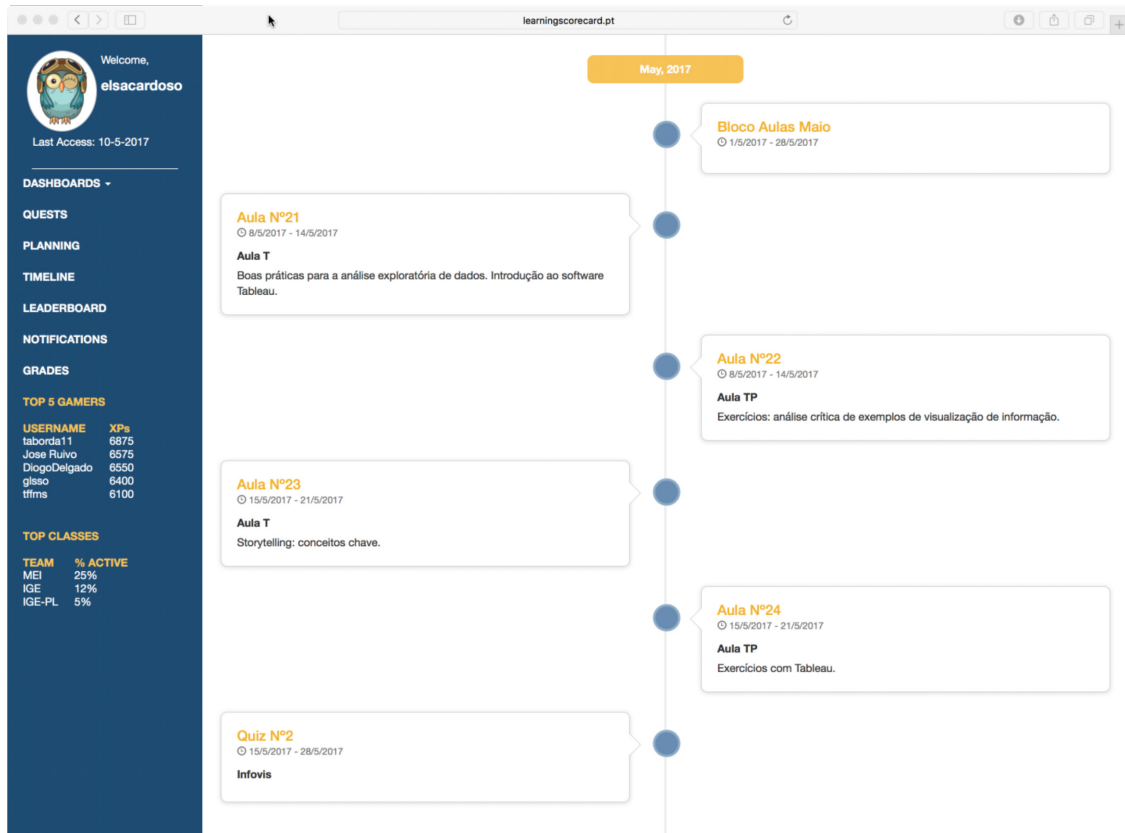 learningscorecard.pt
Welcome,
elsacardoso
Last Access: 10-5-2017
DASHBOARDS
QUESTS
PLANNING
TIMELINE
LEADERBOARD
NOTIFICATIONS
GRADES
TOP 5 GAMERS
USERNAME XPs
taborda11 6875
Jose Ruivo 6575
DiogoDelgado 6550
glsso 6400
tffms 6100
TOP CLASSES
TEAM % ACTIVE
MEI 25%
IGE 12%
IGE-PL 5%
May, 2017
Bloco Aulas Maio
1/5/2017 - 28/5/2017
Aula Nº21
8/5/2017 - 14/5/2017
Aula T
Boas práticas para a análise exploratória de dados. Introdução ao software
Tableau.
Aula Nº22
8/5/2017 - 14/5/2017
Aula TP
Exercícios: análise crítica de exemplos de visualização de informação.
Aula Nº23
15/5/2017 - 21/5/2017
Aula T
Storytelling: conceitos chave.
Aula Nº24
15/5/2017 - 21/5/2017
Aula TP
Exercícios com Tableau.
Quiz Nº2
15/5/2017 - 28/5/2017
Infovis